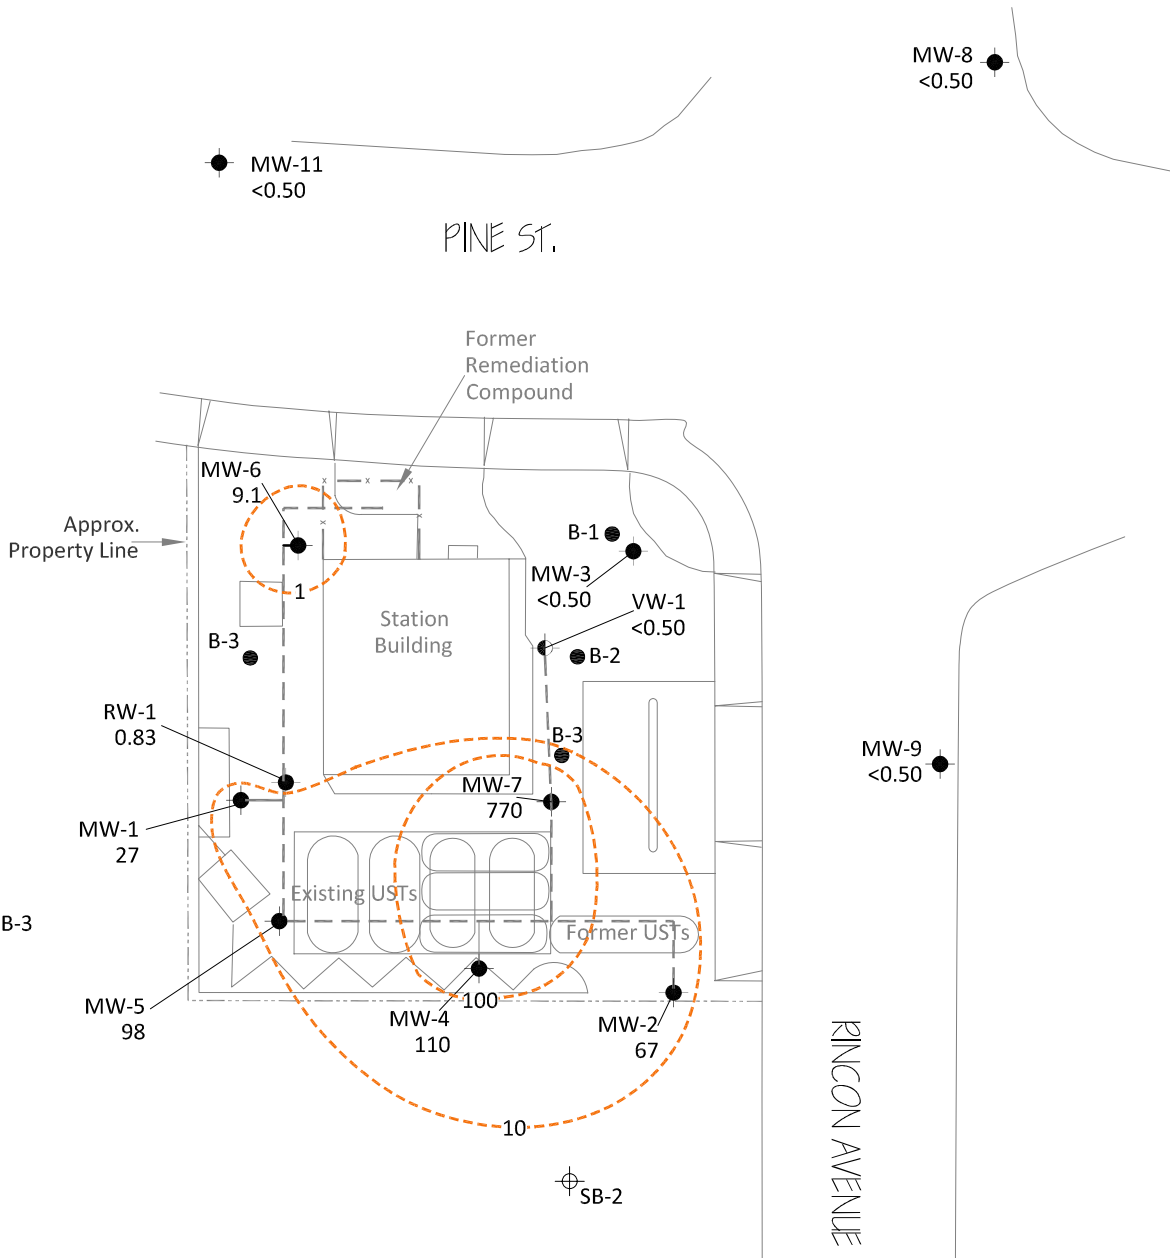 MW-8
<0.50
MW-11
<0.50
PINE ST.
Former
Remediation
Compound
MW-6
9.1
Approx.
Property Line
B-1
MW-3
<0.50
1
VW-1
<0.50
Station
Building
B-3
B-2
RW-1
0.83
B-3
MW-9
<0.50
MW-7
770
MW-1
27
Existing USTs
B-3
Former USTs
MW-5
98
100
MW-4
110
MW-2
67
RINCON AVENUE
10
SB-2